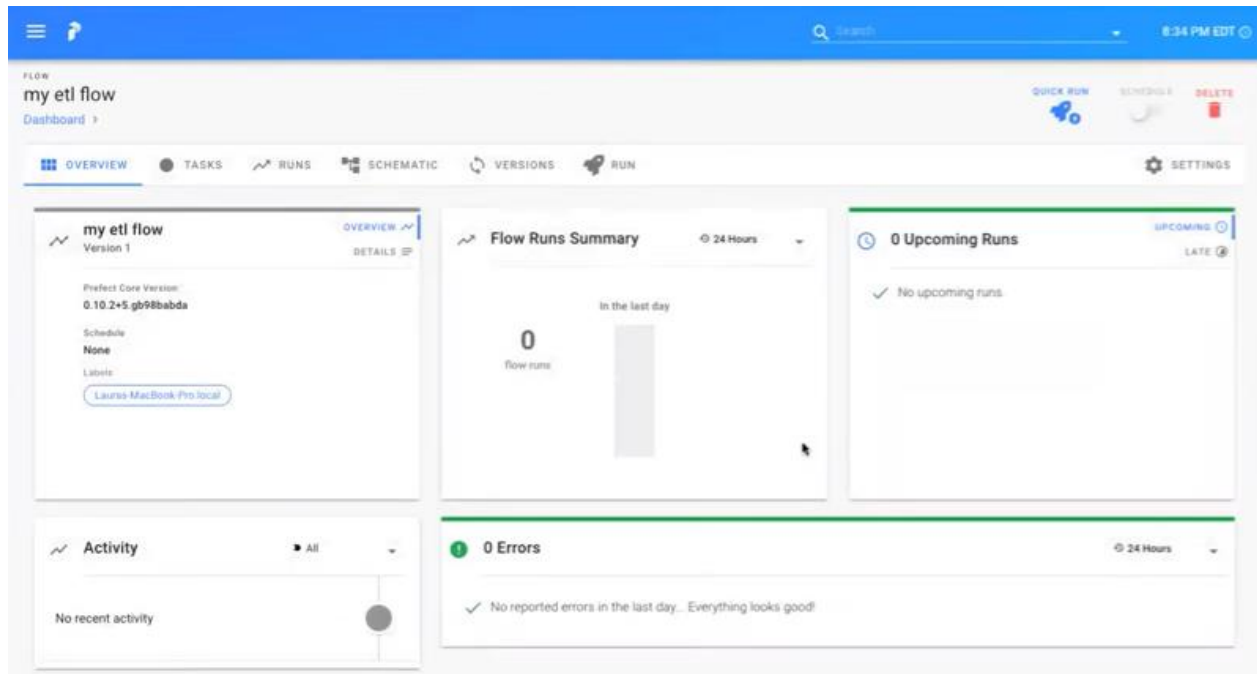 Search
8:34 PM EDT
FLOW
my etl flow
Dashboard >
QUICK RUN
SCHEDULE
DELETE
OVERVIEW
TASKS
RUNS
SCHEMATIC
VERSIONS
RUN
SETTINGS
my etl flow
Version 1
OVERVIEW
DETAILS
Prefect Core Version:
0.10.2+5.gb98babda
Schedule
None
Labels
Lauras-MacBook-Pro.local
Flow Runs Summary
24 Hours
In the last day
0
flow runs
0 Upcoming Runs
UPCOMING
LATE
No upcoming runs.
Activity
All
No recent activity
0 Errors
24 Hours
No reported errors in the last day... Everything looks good!